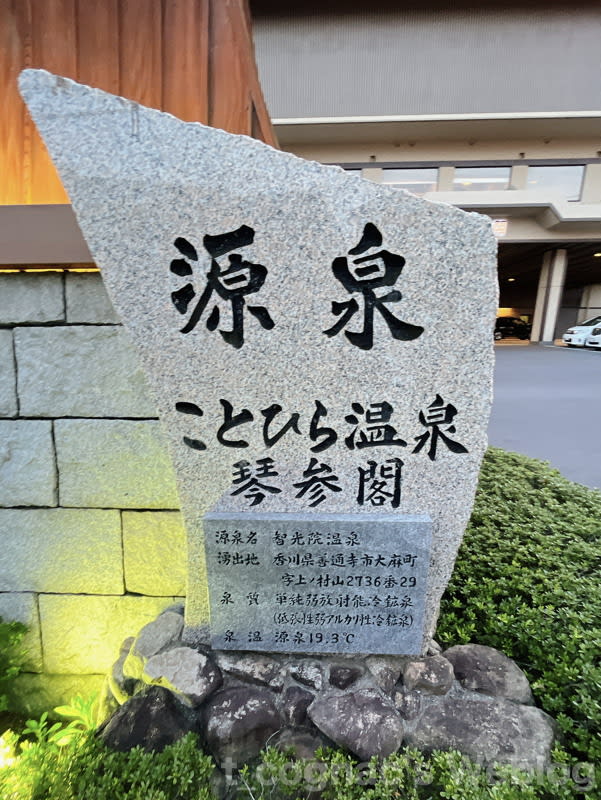 源泉
ことひら温泉
琴参閣
源泉名 智光院温泉
湧出地 香川県善通寺市大麻町
字上ノ村山2736番29
泉質 単純弱放射能冷鉱泉
(低張性弱アルカリ性冷鉱泉)
泉温 源泉19.3℃
t.cognac's Weblog